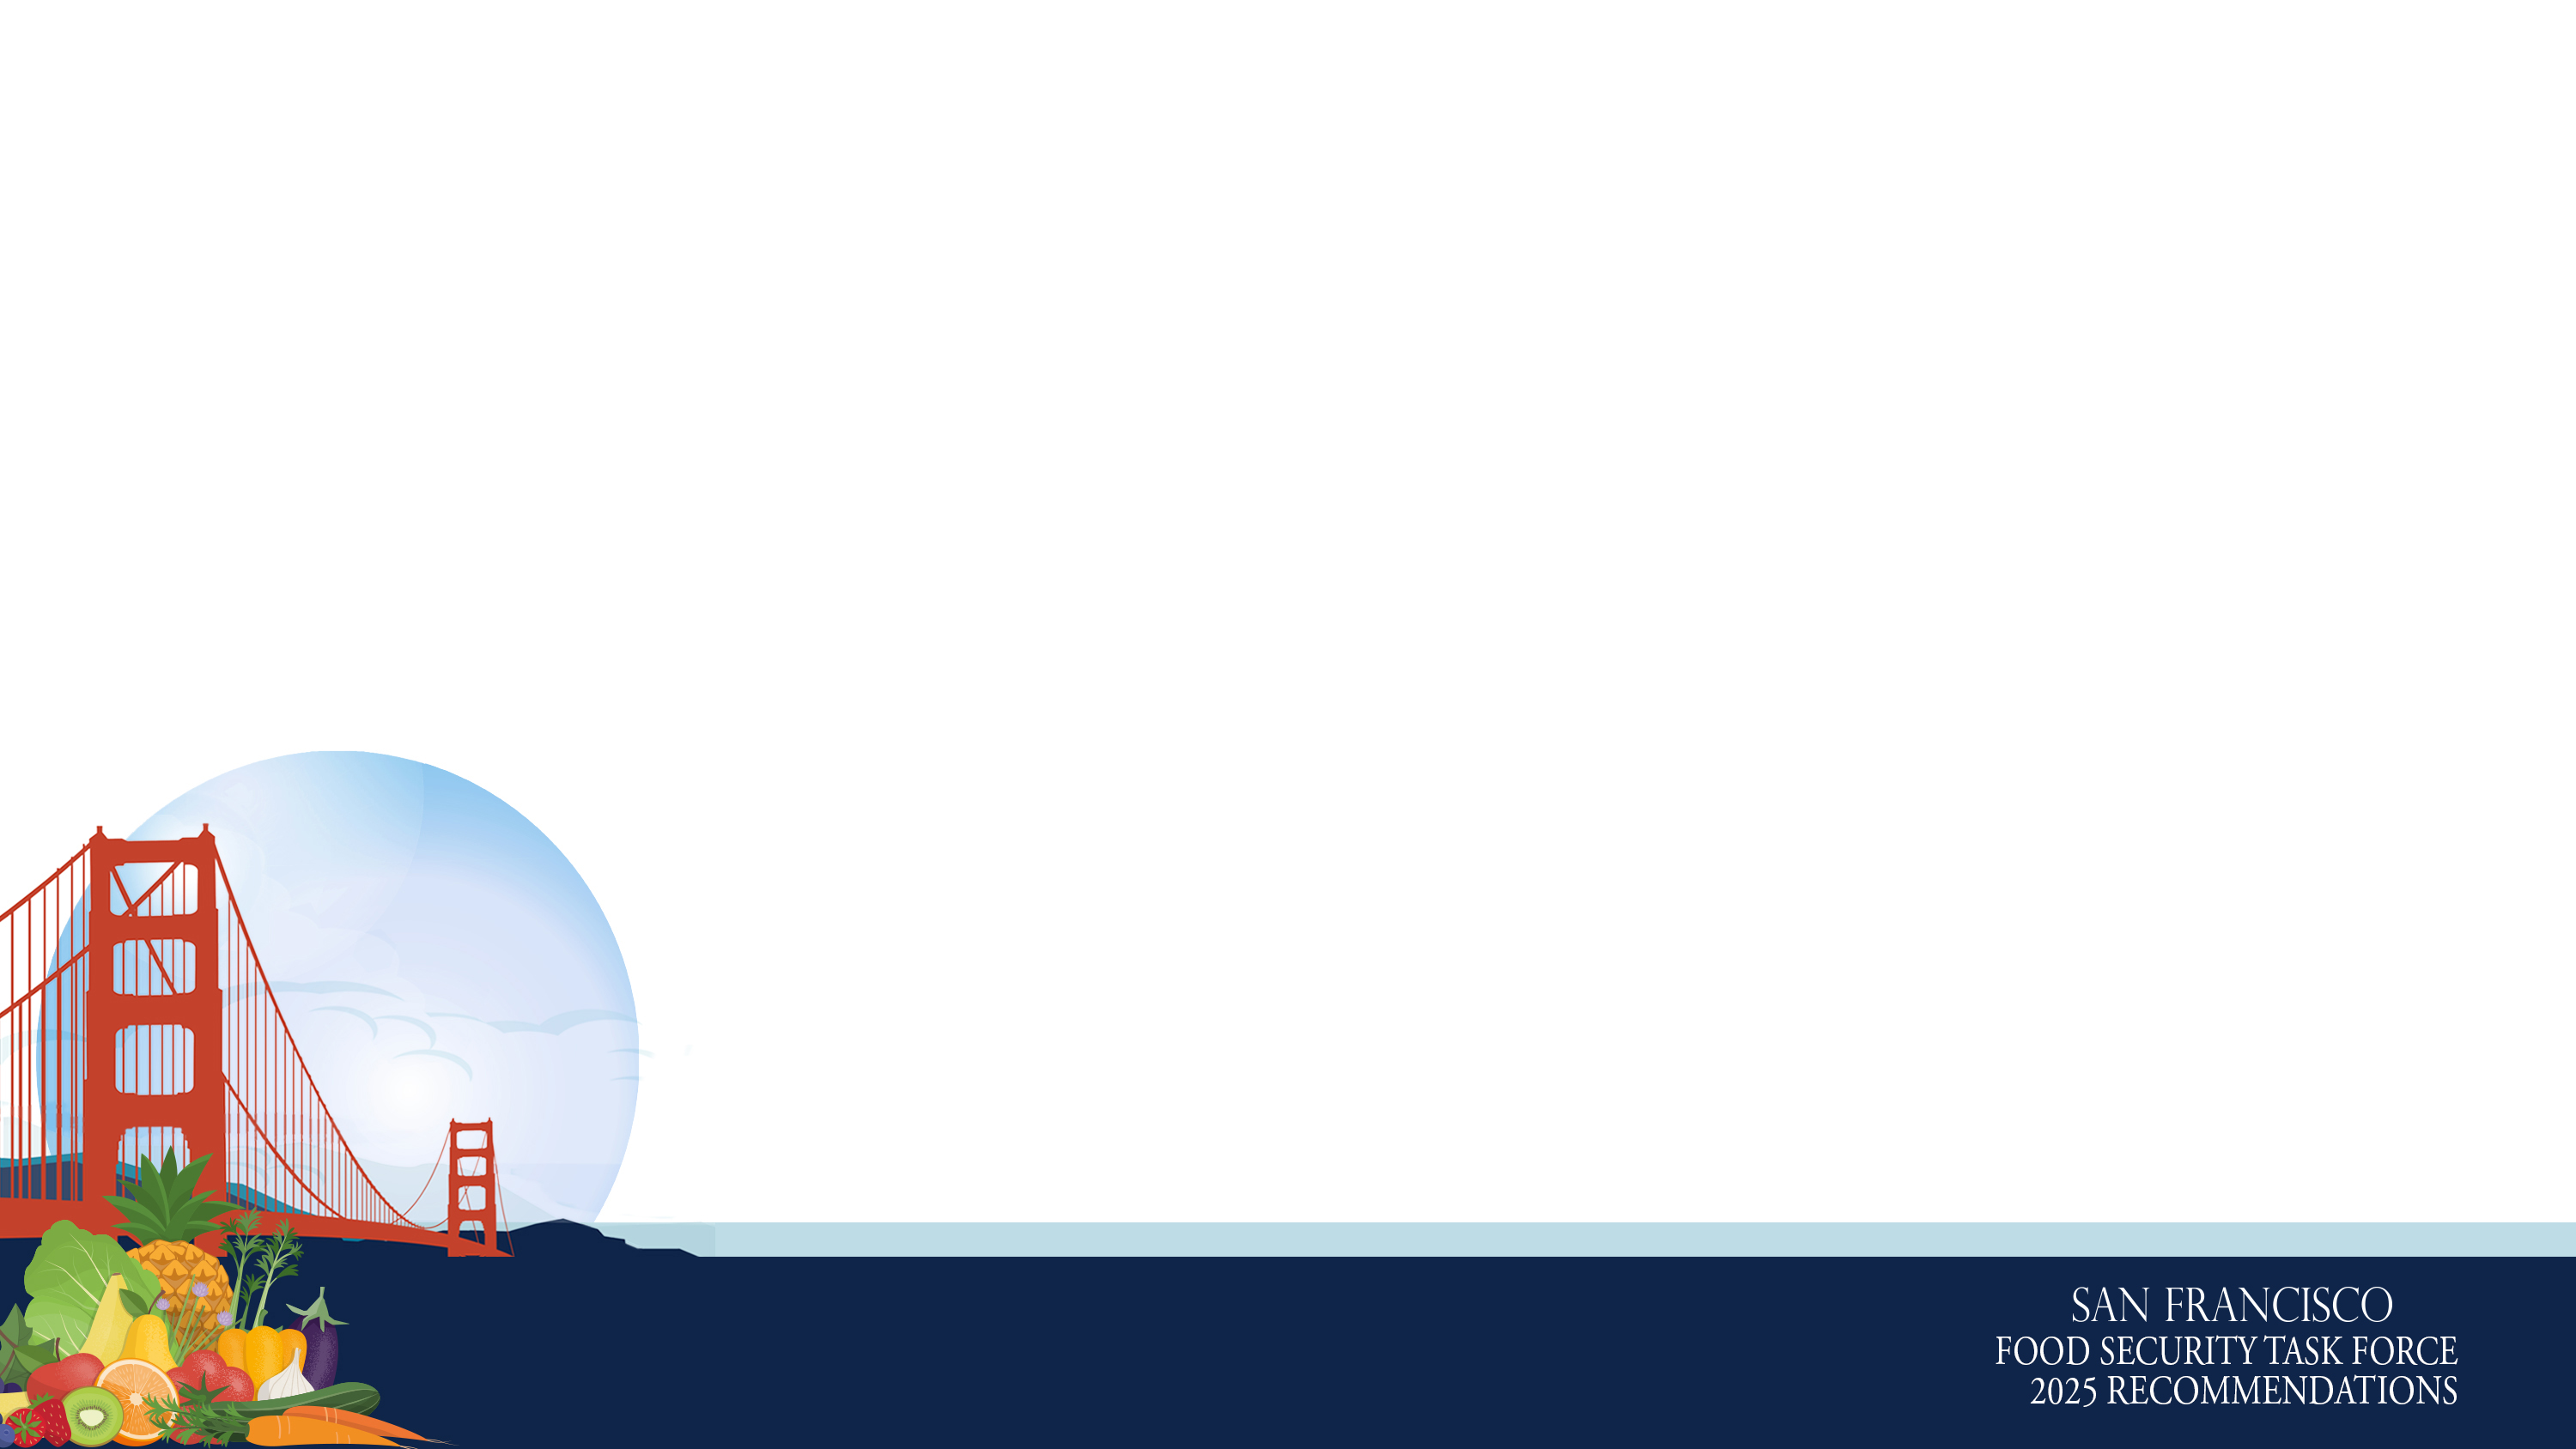 SAN FRANCISCO
FOOD SECURITY TASK FORCE
2025 RECOMMENDATIONS